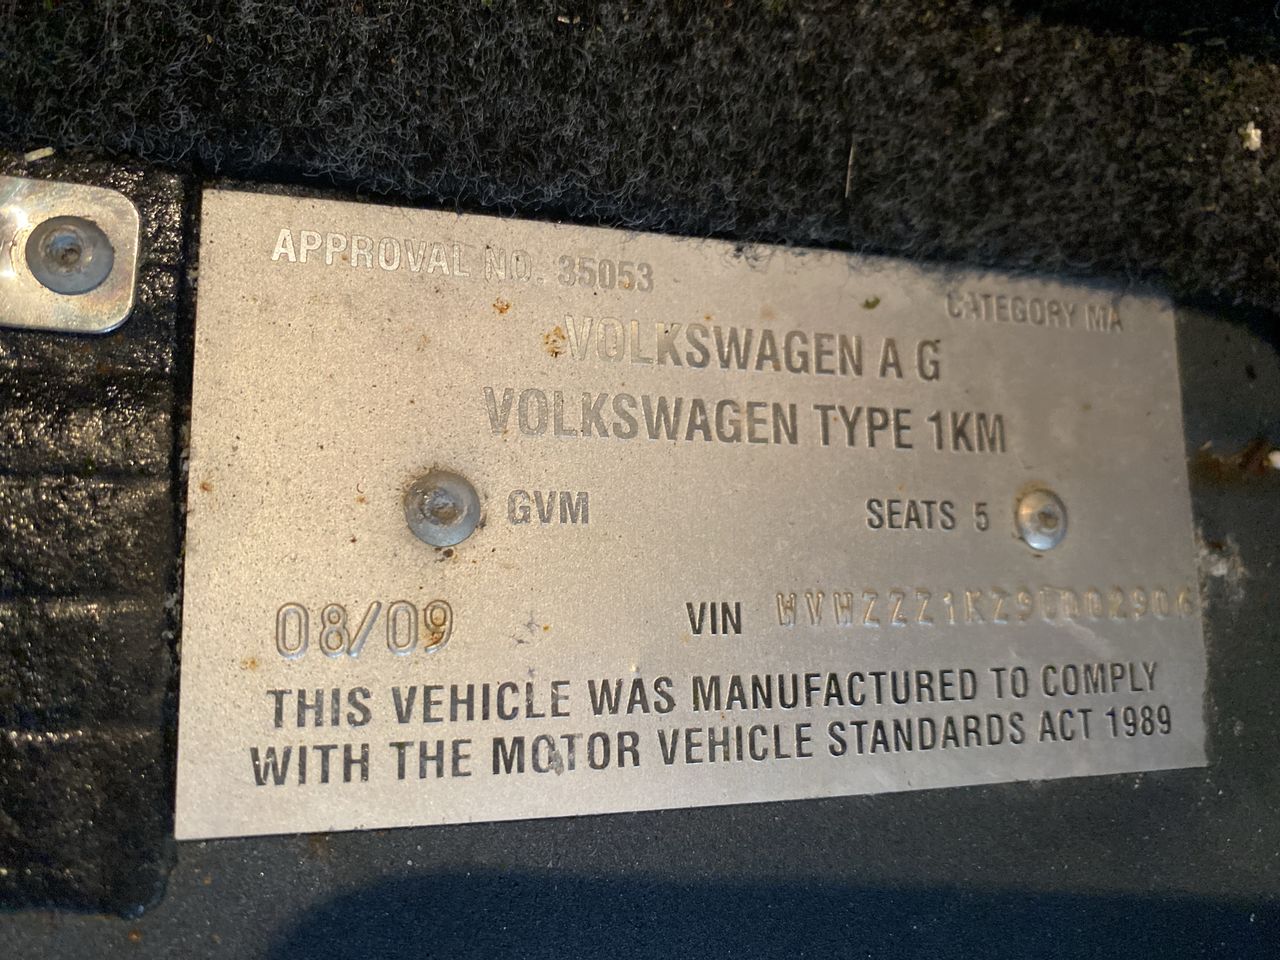 APPROVAL NO. 35053
CATEGORY MA
VOLKSWAGEN A G
VOLKSWAGEN TYPE 1KM
GVM SEATS 5
08/09 VIN
THIS VEHICLE WAS MANUFACTURED TO COMPLY
WITH THE MOTOR VEHICLE STANDARDS ACT 1989